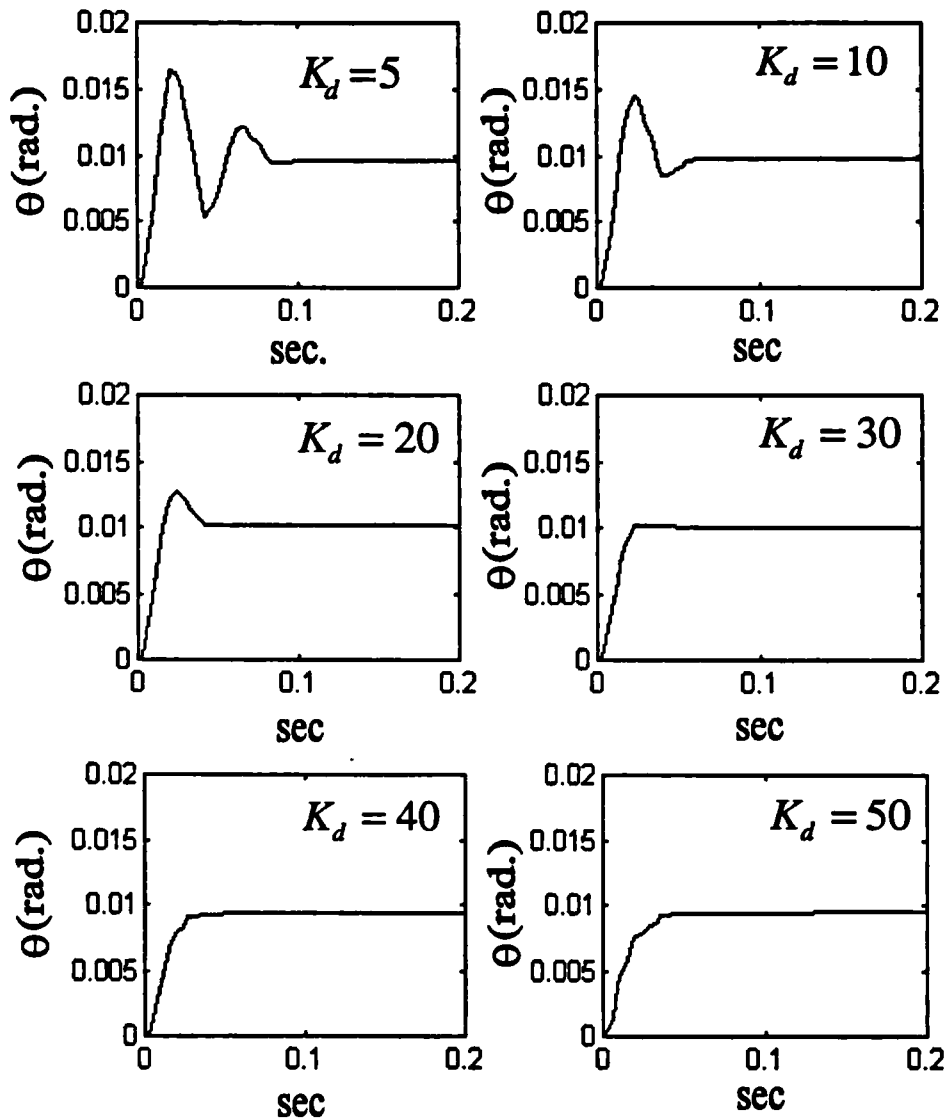 0.02
0.015
0.01
0.005
0
Θ(rad.)
K_d = 5
0
0.1
0.2
sec.
0.02
0.015
0.01
0.005
0
Θ(rad.)
K_d = 10
0
0.1
0.2
sec
0.02
0.015
0.01
0.005
0
Θ(rad.)
K_d = 20
0
0.1
0.2
sec
0.02
0.015
0.01
0.005
0
Θ(rad.)
K_d = 30
0
0.1
0.2
sec
0.02
0.015
0.01
0.005
0
Θ(rad.)
K_d = 40
0
0.1
0.2
sec
0.02
0.015
0.01
0.005
0
Θ(rad.)
K_d = 50
0
0.1
0.2
sec